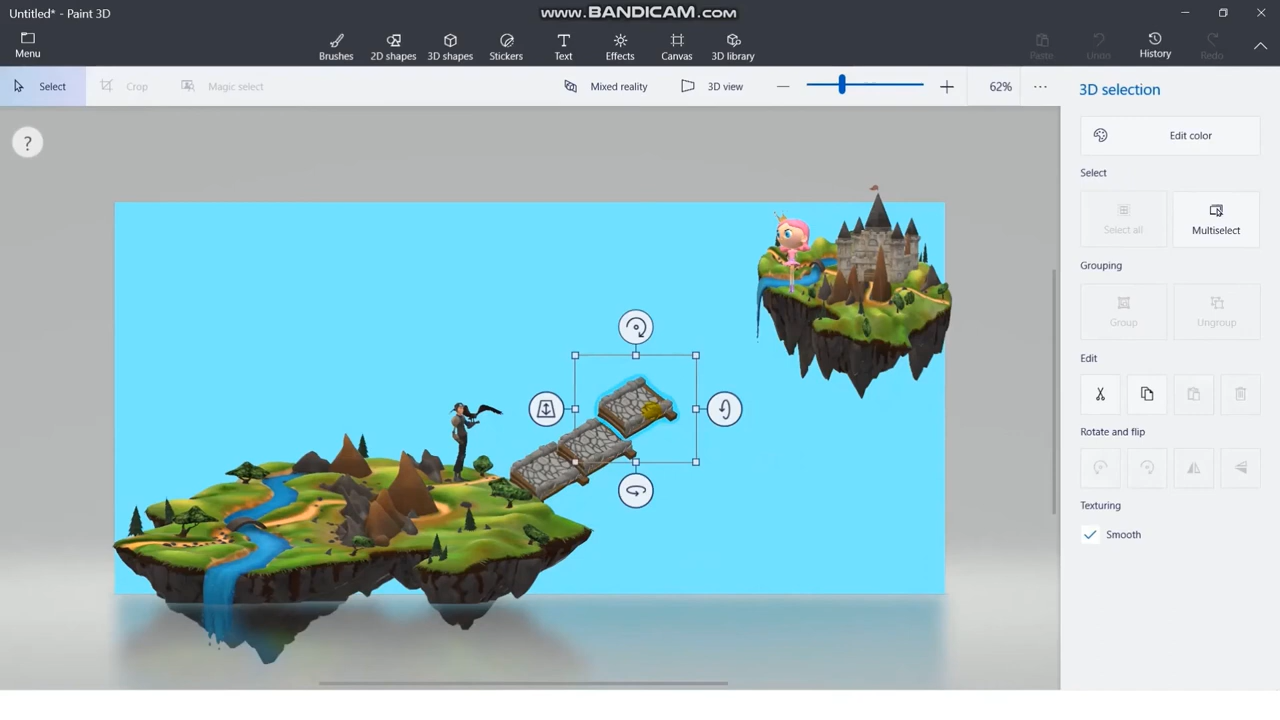 Untitled* - Paint 3D
www.BANDICAM.com
Menu
Brushes
2D shapes
3D shapes
Stickers
Text
Effects
Canvas
3D library
Paste
Undo
History
Redo
Select
Crop
Magic select
Mixed reality
3D view
62%
3D selection
?
Edit color
Select
Select all
Multiselect
Grouping
Group
Ungroup
Edit
Rotate and flip
Texturing
Smooth